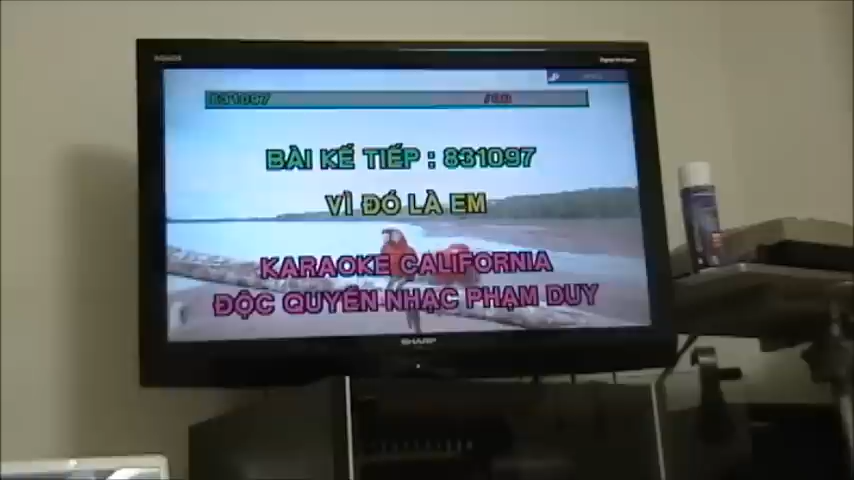 831097
BÀI KẾ TIẾP : 831097
VÌ ĐÓ LÀ EM
KARAOKE CALIFORNIA
ĐỘC QUYỀN NHẠC PHẠM DUY
SHARP